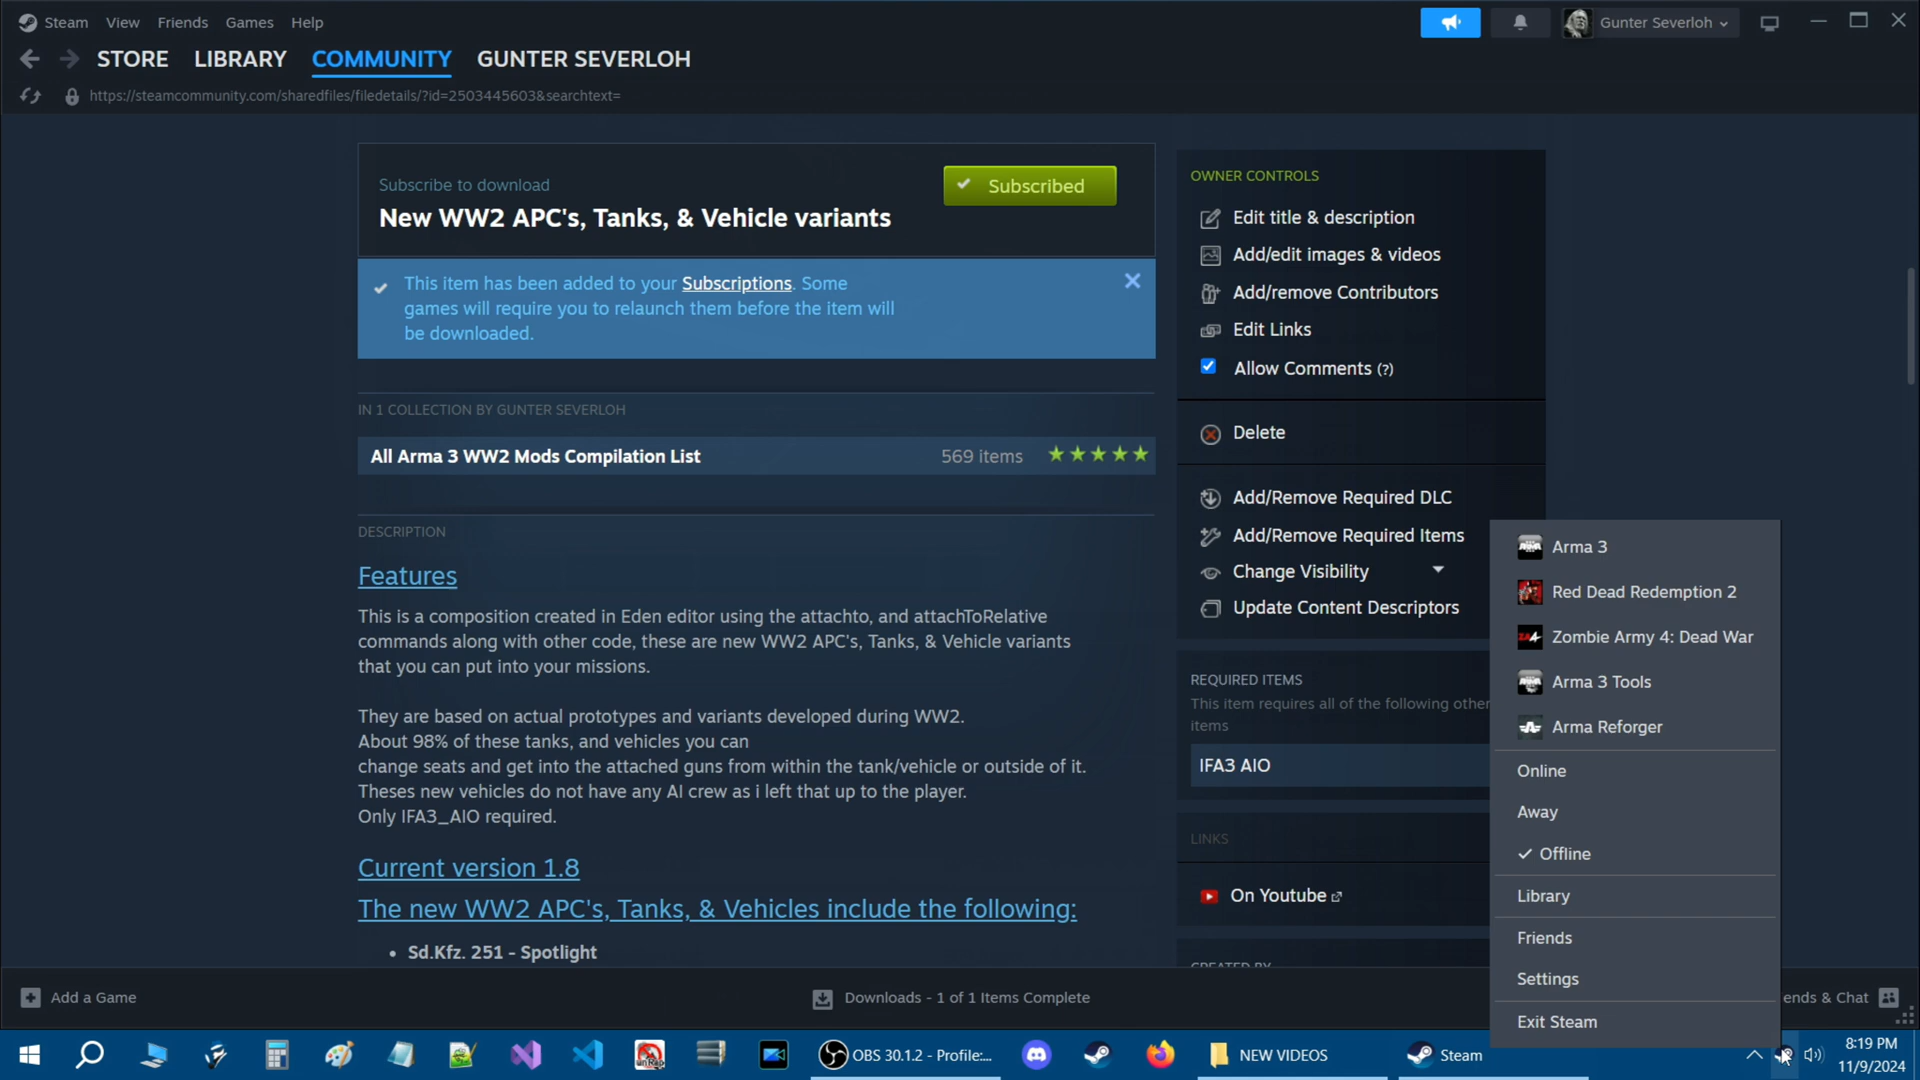 Steam View Friends Games Help Gunter Severloh
STORE LIBRARY COMMUNITY GUNTER SEVERLOH
https://steamcommunity.com/sharedfiles/filedetails/?id=2503445603&searchtext=
Subscribe to download
New WW2 APC's, Tanks, & Vehicle variants
Subscribed
This item has been added to your Subscriptions. Some
games will require you to relaunch them before the item will
be downloaded.
IN 1 COLLECTION BY GUNTER SEVERLOH
All Arma 3 WW2 Mods Compilation List 569 items
DESCRIPTION
Features
This is a composition created in Eden editor using the attachto, and attachToRelative
commands along with other code, these are new WW2 APC's, Tanks, & Vehicle variants
that you can put into your missions.
They are based on actual prototypes and variants developed during WW2.
About 98% of these tanks, and vehicles you can
change seats and get into the attached guns from within the tank/vehicle or outside of it.
Theses new vehicles do not have any AI crew as i left that up to the player.
Only IFA3_AIO required.
Current version 1.8
The new WW2 APC's, Tanks, & Vehicles include the following:
• Sd.Kfz. 251 - Spotlight
OWNER CONTROLS
Edit title & description
Add/edit images & videos
Add/remove Contributors
Edit Links
Allow Comments (?)
Delete
Add/Remove Required DLC
Add/Remove Required Items
Change Visibility
Update Content Descriptors
REQUIRED ITEMS
This item requires all of the following other
items
IFA3 AIO
LINKS
On Youtube
CREATED BY
Arma 3
Red Dead Redemption 2
Zombie Army 4: Dead War
Arma 3 Tools
Arma Reforger
Online
Away
Offline
Library
Friends
Settings
Exit Steam
Add a Game
Downloads - 1 of 1 Items Complete
ends & Chat
OBS 30.1.2 - Profile:...
NEW VIDEOS
Steam
8:19 PM
11/9/2024